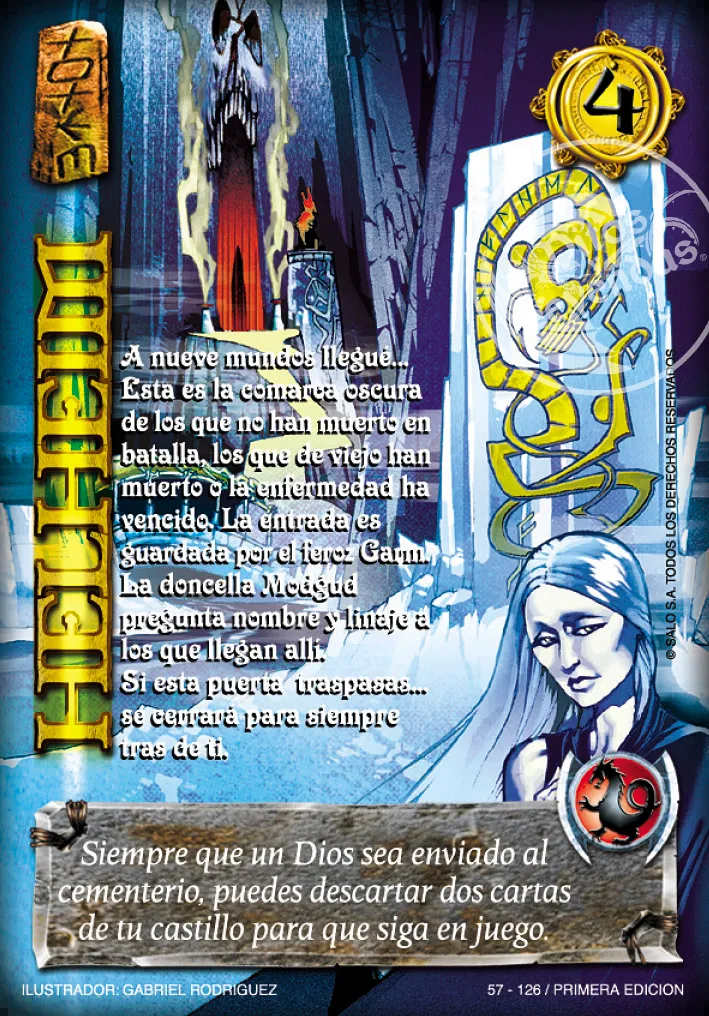 4
HELHEIM
A nueve mundos llegué...
Esta es la comarca oscura
de los que no han muerto en
batalla, los que de viejo han
muerto o la enfermedad ha
vencido. La entrada es
guardada por el feroz Garm.
La doncella Modgud
pregunta nombre y linaje a
los que llegan allí.
Si esta puerta traspasas...
se cerrará para siempre
tras de ti.
© SALO S.A. TODOS LOS DERECHOS RESERVADOS
Siempre que un Dios sea enviado al
cementerio, puedes descartar dos cartas
de tu castillo para que siga en juego.
ILUSTRADOR: GABRIEL RODRIGUEZ
57 - 126 / PRIMERA EDICION